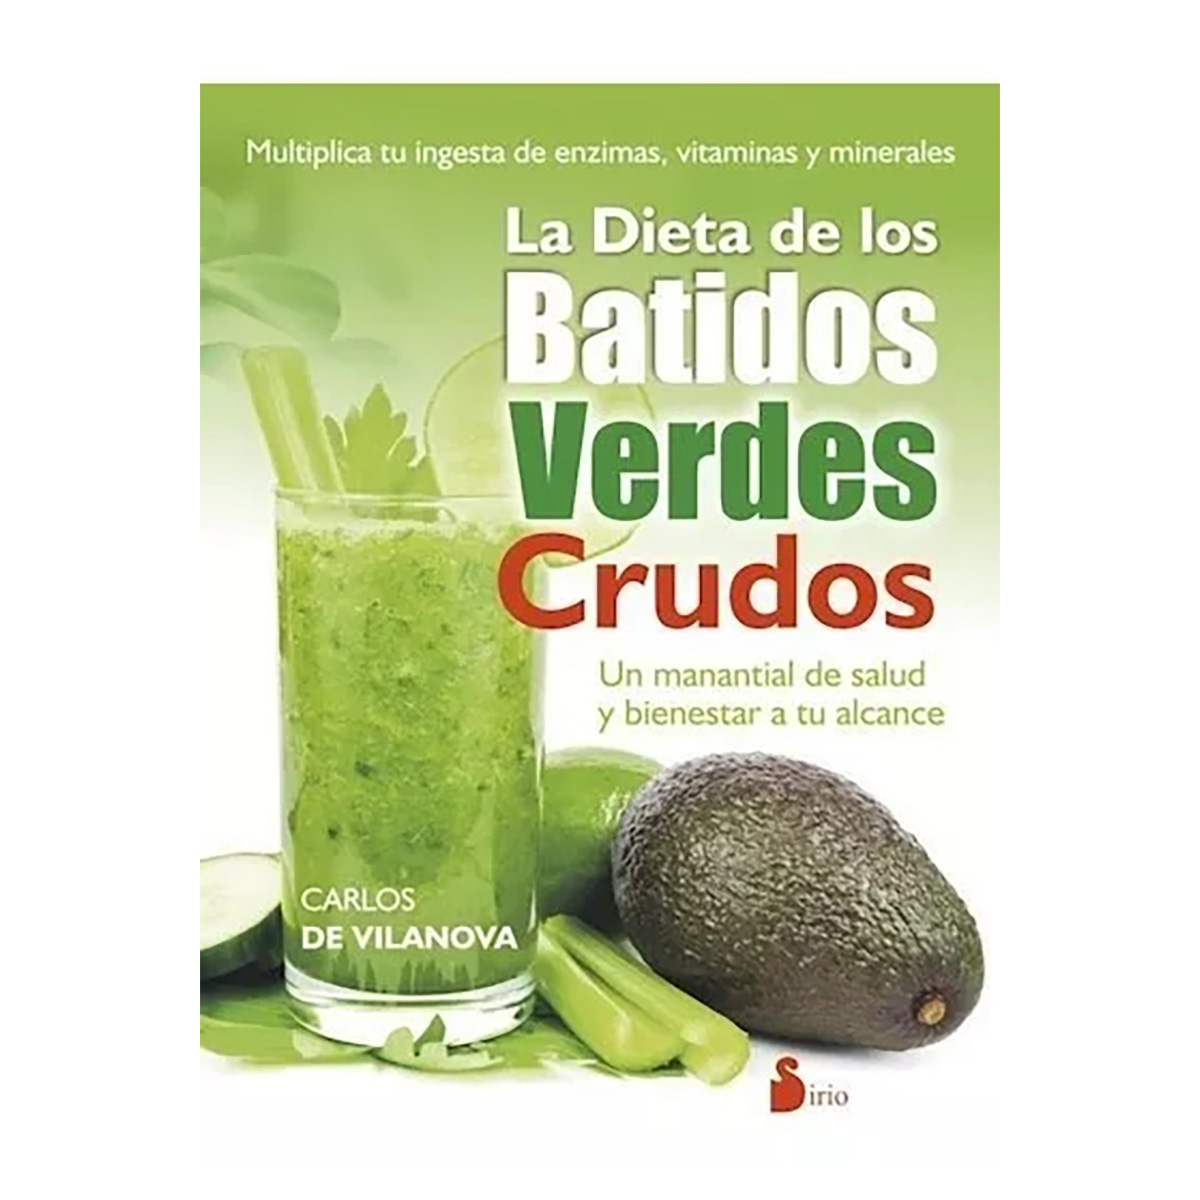 Multiplica tu ingesta de enzimas, vitaminas y minerales
La Dieta de los
Batidos
Verdes
Crudos
Un manantial de salud
y bienestar a tu alcance
CARLOS
DE VILANOVA
Sirio